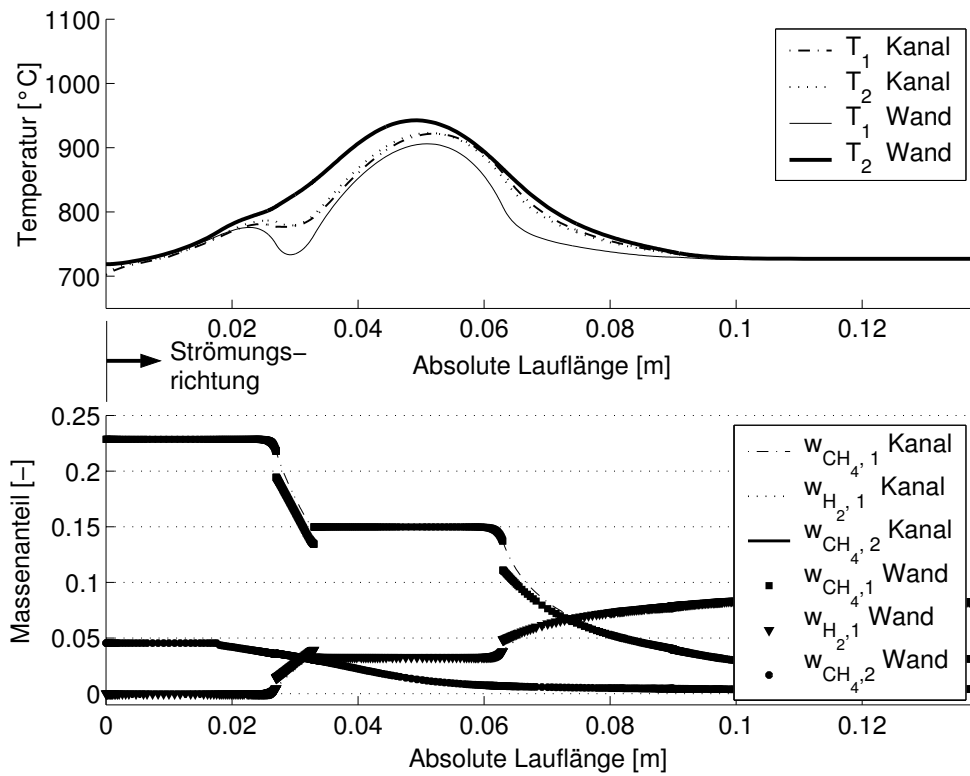 1100
1000
900
800
700
Temperatur [°C]
T1 Kanal
T2 Kanal
T1 Wand
T2 Wand
0.02
0.04
0.06
0.08
0.1
0.12
Absolute Lauflänge [m]
Strömungs–
richtung
0.25
0.2
0.15
0.1
0.05
0
Massenanteil [–]
wCH4, 1 Kanal
wH2, 1 Kanal
wCH4, 2 Kanal
wCH4,1 Wand
wH2,1 Wand
wCH4,2 Wand
0
0.02
0.04
0.06
0.08
0.1
0.12
Absolute Lauflänge [m]